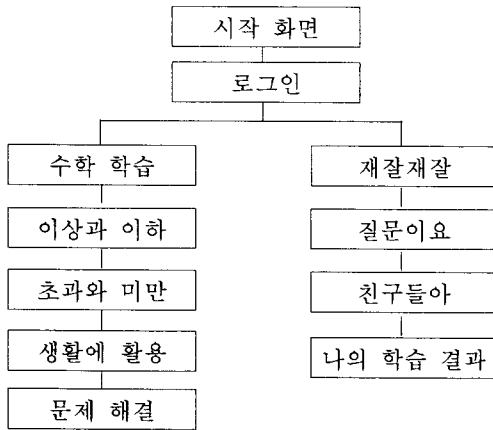 시작 화면
로그인
수학 학습
이상과 이하
초과와 미만
생활에 활용
문제 해결
재잘재잘
질문이요
친구들아
나의 학습 결과